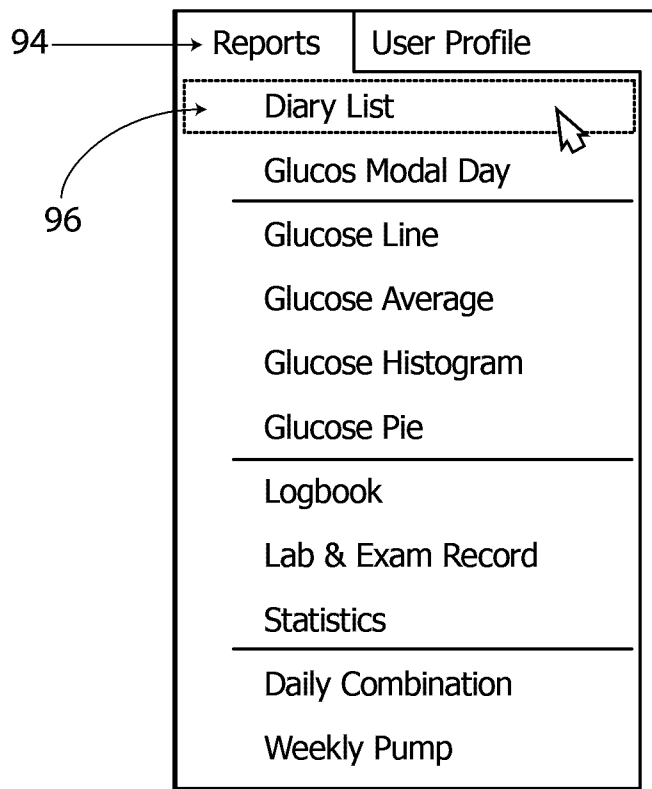 94 Reports User Profile
Diary List
Glucos Modal Day
96
Glucose Line
Glucose Average
Glucose Histogram
Glucose Pie
Logbook
Lab & Exam Record
Statistics
Daily Combination
Weekly Pump